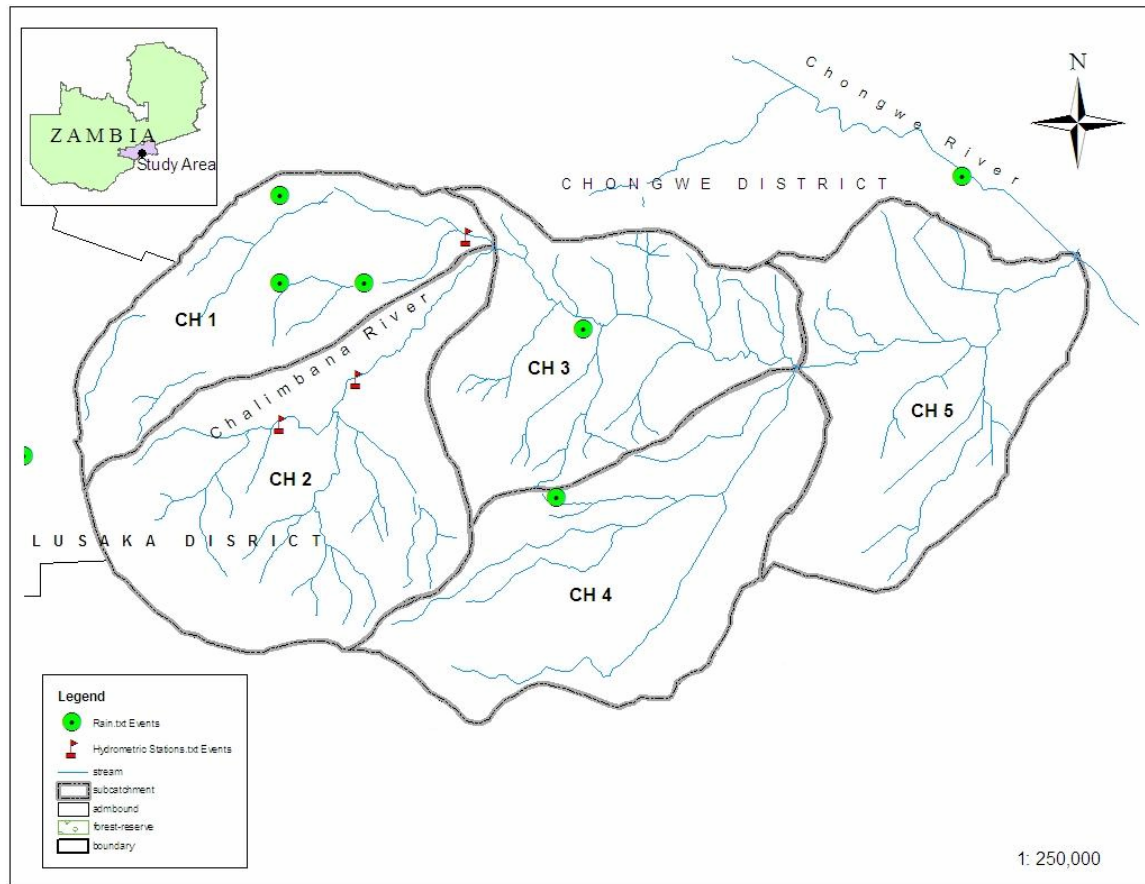 ZAMBIA
Study Area
N
Chongwe River
CHONGWE DISTRICT
CH 1
Chalimbana River
CH 3
CH 5
CH 2
LUSAKA DISRICT
CH 4
Legend
Rain.txt Events
Hydrometric Stations.txt Events
stream
subcatchment
admbound
forest-reserve
boundary
1: 250,000